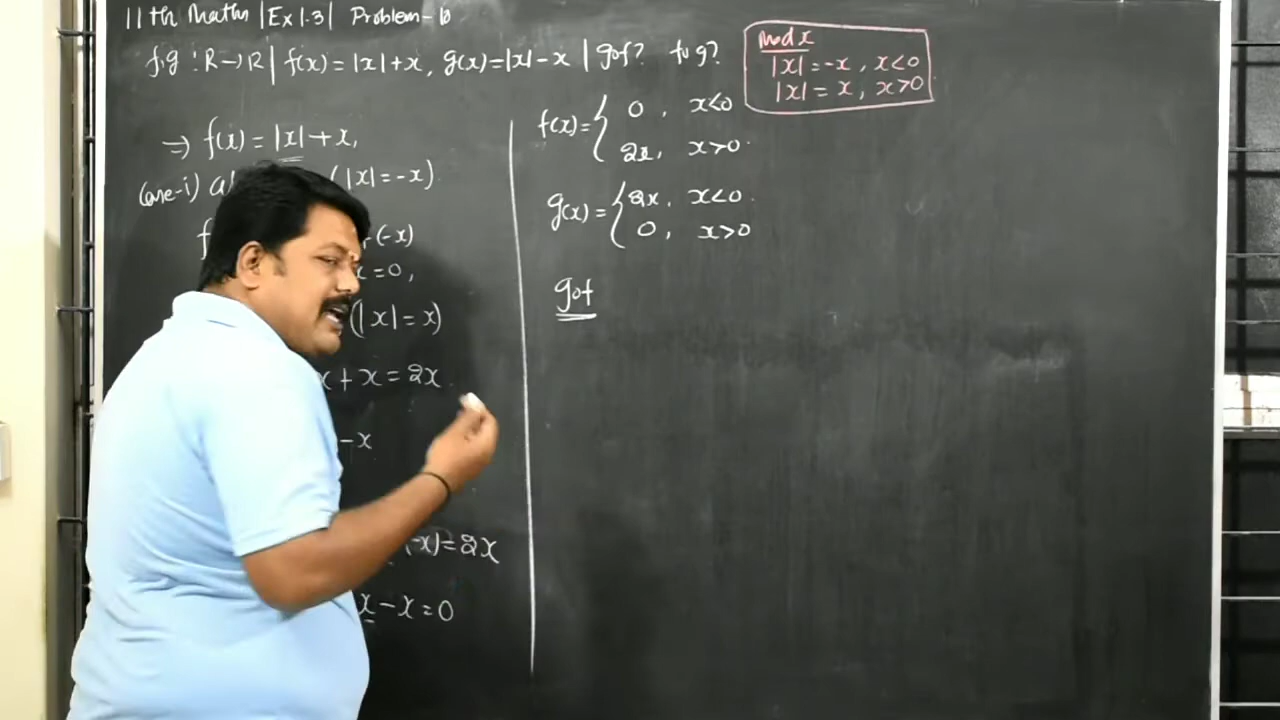 11th Maths | Ex 1.3 | Problem-10
f,g : R→R | f(x) = |x| + x, g(x) = |x| - x | gof? fog?
mod x
|x| = -x, x<0
|x| = x, x>0
⇒ f(x) = |x| + x,
(case-i) (|x| = -x)
(-x)
x = 0,
(|x| = x)
x + x = 2x
- x
(-x) = 2x
x - x = 0
f(x) = { 0, x<0
2x, x>0
g(x) = { 2x, x<0
0, x>0
gof